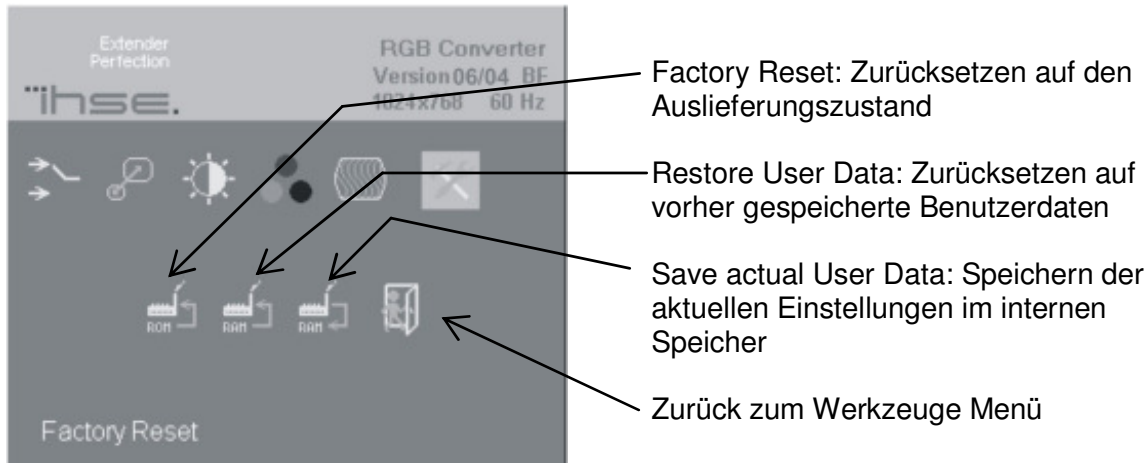 Extender
Perfection
ihse.
RGB Converter
Version 06/04 BF
1024x768 60 Hz
ROM
RAM
RAM
Factory Reset
Factory Reset: Zurücksetzen auf den
Auslieferungszustand
Restore User Data: Zurücksetzen auf
vorher gespeicherte Benutzerdaten
Save actual User Data: Speichern der
aktuellen Einstellungen im internen
Speicher
Zurück zum Werkzeuge Menü